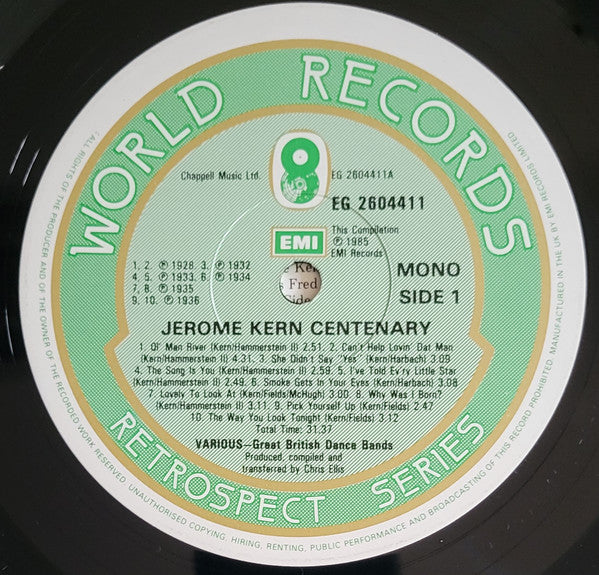 WORLD RECORDS
Chappell Music Ltd.
EG 2604411A
EG 2604411
EMI
This Compilation
℗ 1985
EMI Records
1, 2. ℗ 1928. 3. ℗ 1932
4, 5. ℗ 1933. 6. ℗ 1934
7, 8. ℗ 1935
9, 10. ℗ 1936
MONO
SIDE 1
s Fred
JEROME KERN CENTENARY
1. Ol' Man River (Kern/Hammerstein II) 2.51. 2. Can't Help Lovin' Dat Man
(Kern/Hammerstein II) 4.31. 3. She Didn't Say "Yes" (Kern/Harbach) 3.09
4. The Song Is You (Kern/Hammerstein II) 2.59. 5. I've Told Ev'ry Little Star
(Kern/Hammerstein II) 2.49. 6. Smoke Gets In Your Eyes (Kern/Harbach) 3.08
7. Lovely To Look At (Kern/Fields/McHugh) 3.00. 8. Why Was I Born?
(Kern/Hammerstein II) 3.11. 9. Pick Yourself Up (Kern/Fields) 2.47
10. The Way You Look Tonight (Kern/Fields) 3.12
Total Time: 31.37
VARIOUS—Great British Dance Bands
Produced, compiled and
transferred by Chris Ellis
RETROSPECT SERIES
ALL RIGHTS OF THE PRODUCER AND OF THE OWNER OF THE RECORDED WORK RESERVED. UNAUTHORISED COPYING, HIRING, RENTING, PUBLIC PERFORMANCE AND BROADCASTING OF THIS RECORD PROHIBITED. MANUFACTURED IN THE UK BY EMI RECORDS LIMITED